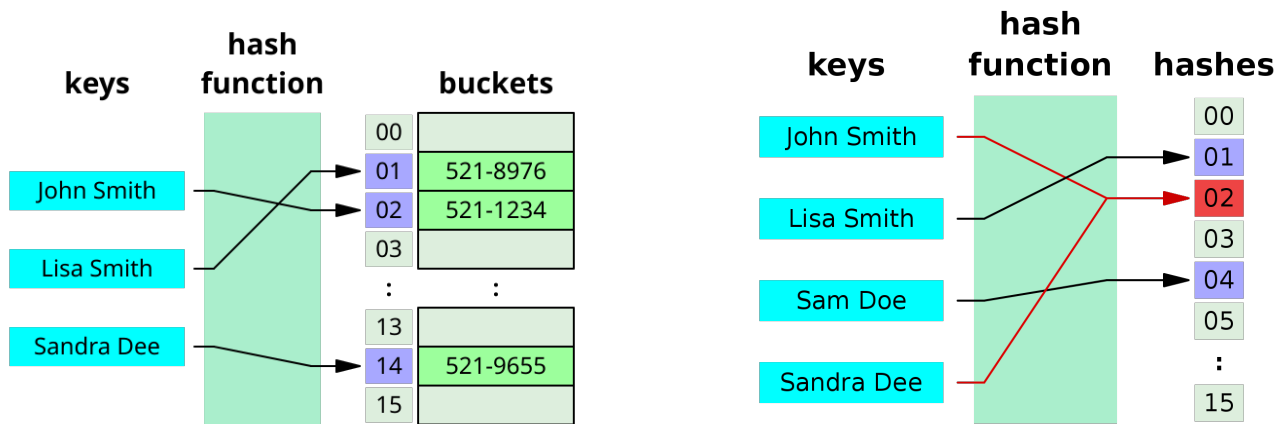 hash
keys function buckets
00
01 521-8976
John Smith
02 521-1234
03
Lisa Smith
: :
13
Sandra Dee
14 521-9655
15
hash
keys function hashes
00
John Smith
01
02
Lisa Smith
03
04
Sam Doe
05
:
Sandra Dee
15